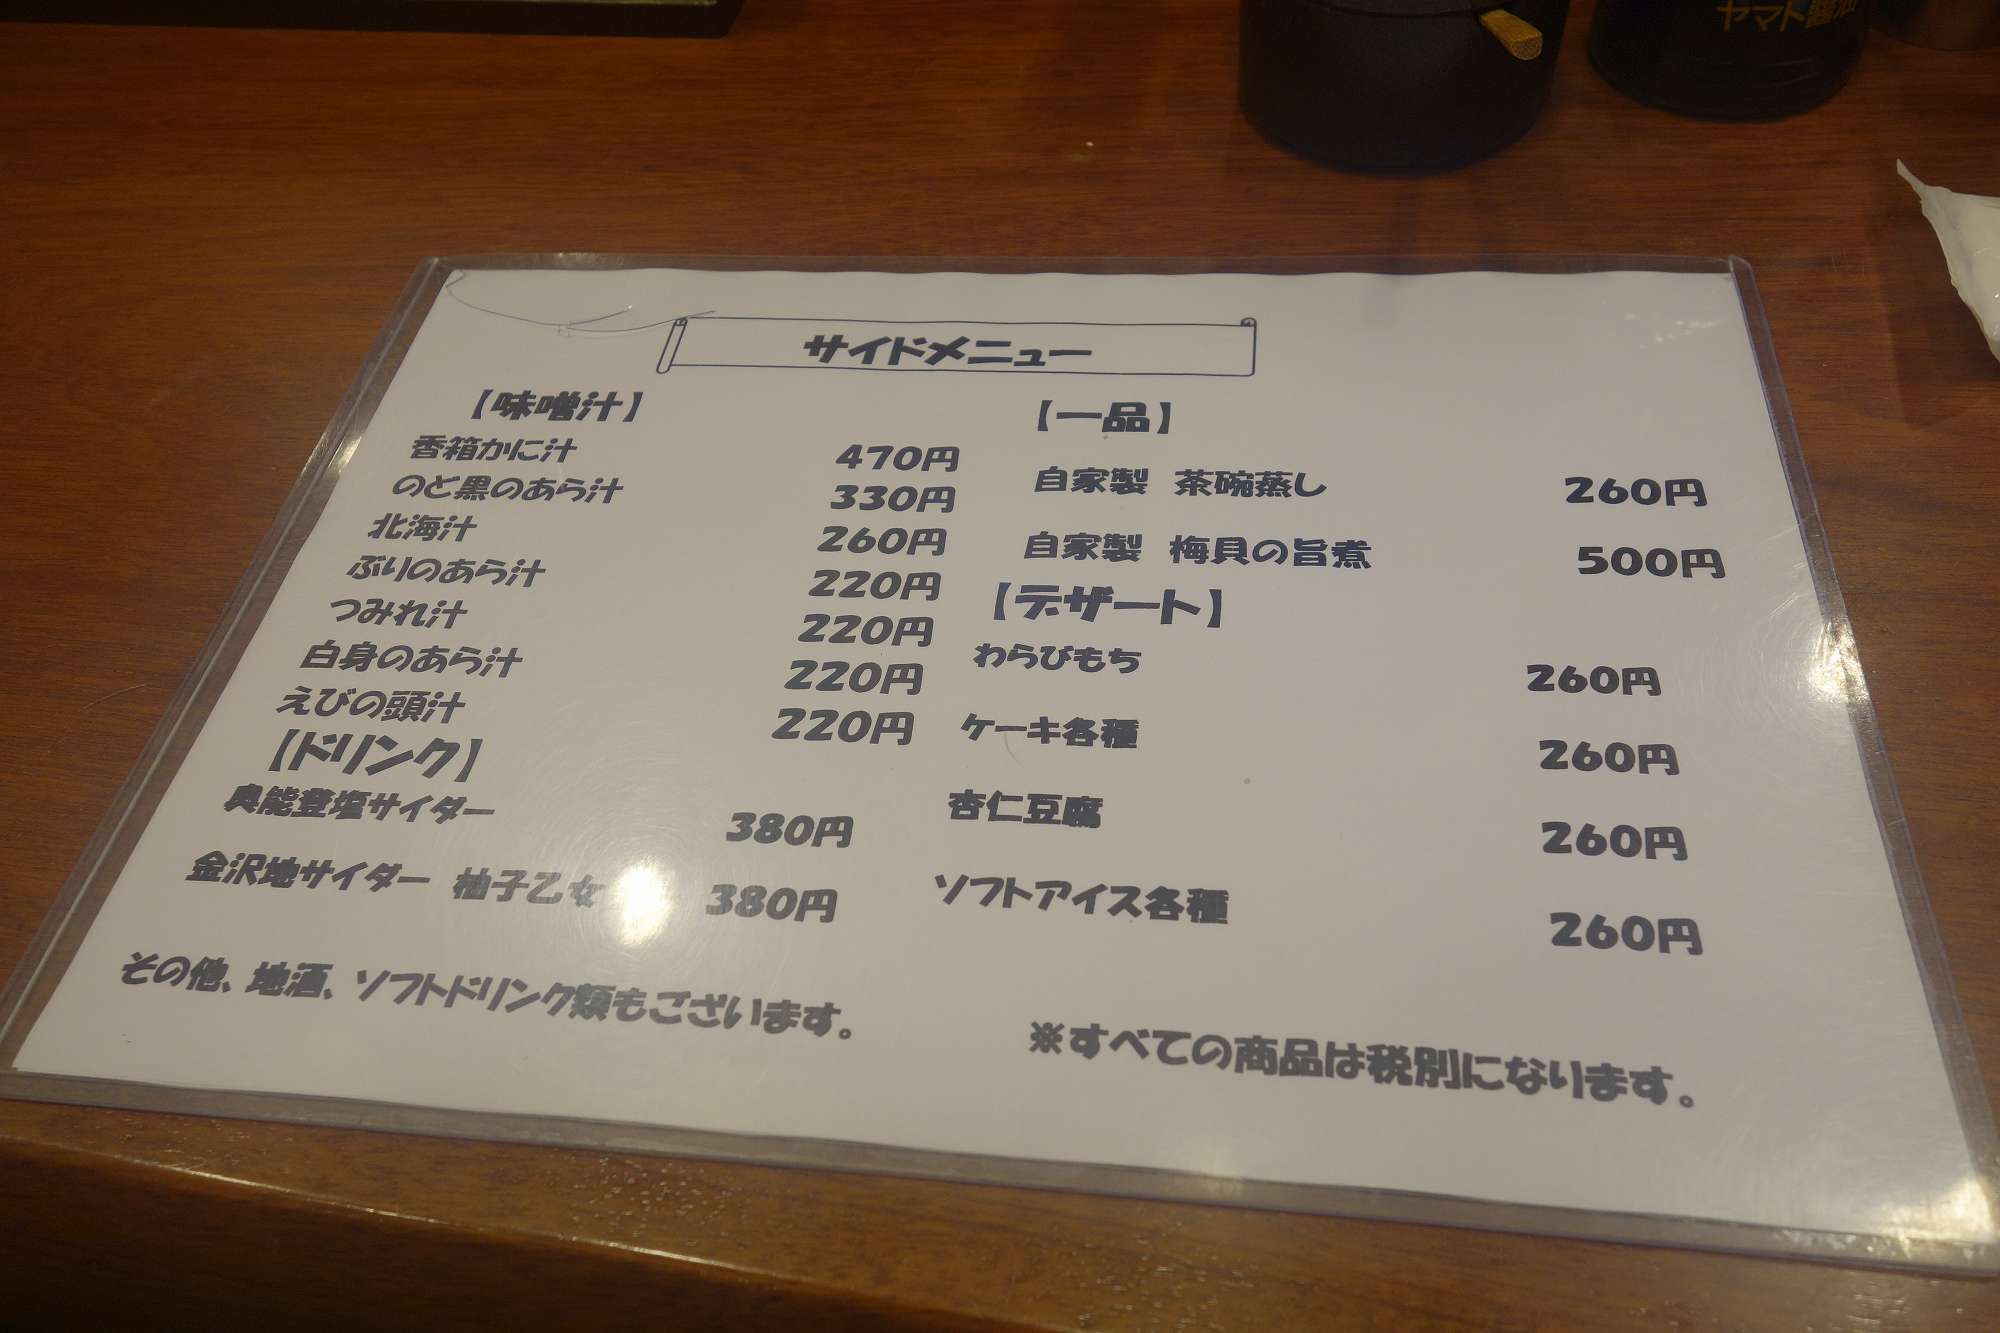 ヤマト醤油
サイドメニュー
【味噌汁】
香箱かに汁 470円
のど黒のあら汁 330円
北海汁 260円
ぶりのあら汁 220円
つみれ汁 220円
白身のあら汁 220円
えびの頭汁 220円
【ドリンク】
奥能登塩サイダー 380円
金沢地サイダー 柚子乙女 380円
その他、地酒、ソフトドリンク類もございます。
【一品】
自家製 茶碗蒸し 260円
自家製 梅貝の旨煮 500円
【デザート】
わらびもち 260円
ケーキ各種 260円
杏仁豆腐 260円
ソフトアイス各種 260円
※すべての商品は税別になります。